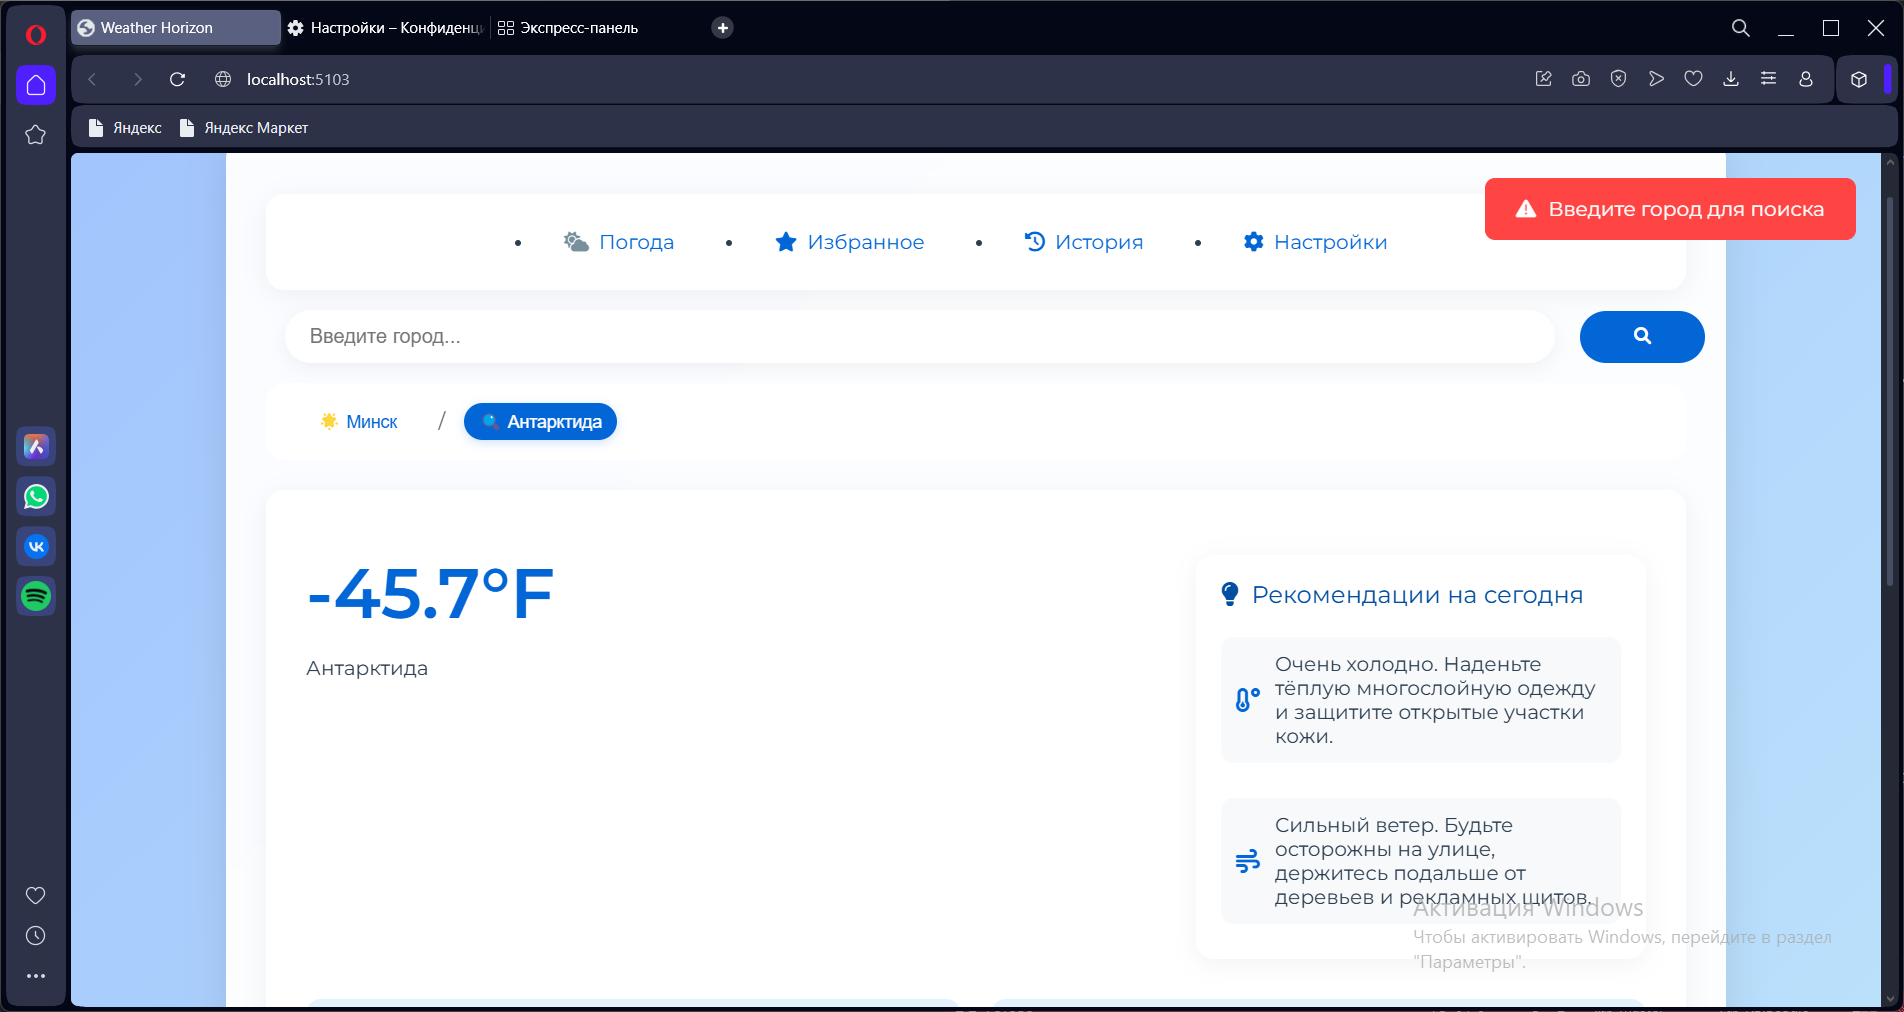 Weather Horizon
Настройки – Конфиденци
Экспресс-панель
localhost:5103
Яндекс
Яндекс Маркет
Введите город для поиска
• Погода • Избранное • История • Настройки
Введите город...
Минск / Антарктида
-45.7°F
Антарктида
Рекомендации на сегодня
Очень холодно. Наденьте
тёплую многослойную одежду
и защитите открытые участки
кожи.
Сильный ветер. Будьте
осторожны на улице,
держитесь подальше от
деревьев и рекламных щитов.
Активация Windows
Чтобы активировать Windows, перейдите в раздел
"Параметры".